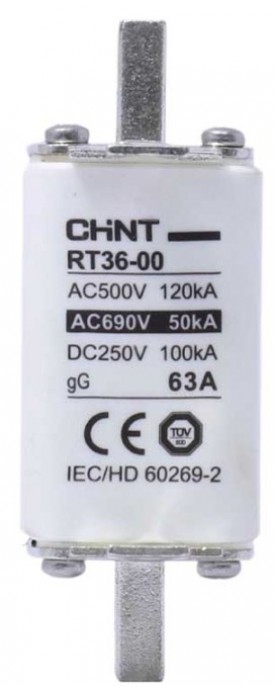 CHiNT
RT36-00
AC500V 120kA
AC690V 50kA
DC250V 100kA
gG 63A
CE TÜV
IEC/HD 60269-2